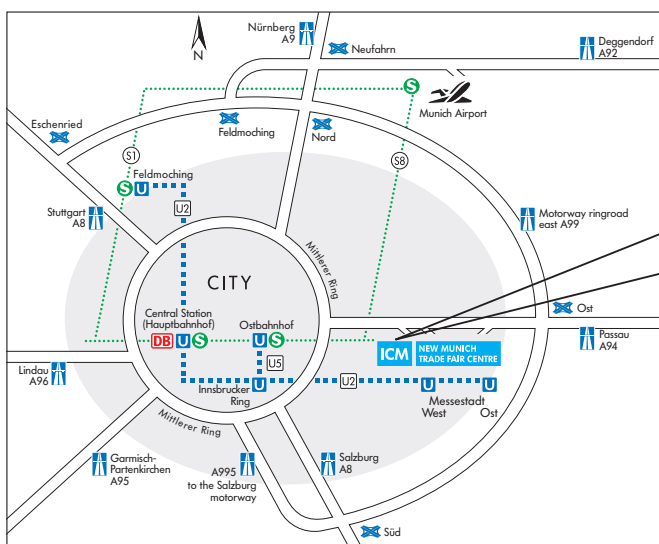 Nürnberg
A9
N
Neufahrn
Deggendorf
A92
S
Munich Airport
Eschenried
Feldmoching
Nord
S1
S8
S U
Feldmoching
U2
Stuttgart
A8
Motorway ringroad
east A99
Mittlerer Ring
CITY
Central Station
(Hauptbahnhof)
Ostbahnhof
DB U S
U S
Ost
ICM NEW MUNICH
TRADE FAIR CENTRE
Passau
A94
Lindau
A96
U5
Innsbrucker
Ring
U
U2
U
U
Messestadt
West Ost
Mittlerer Ring
Garmisch-
Partenkirchen
A95
A995
to the Salzburg
motorway
Salzburg
A8
Süd